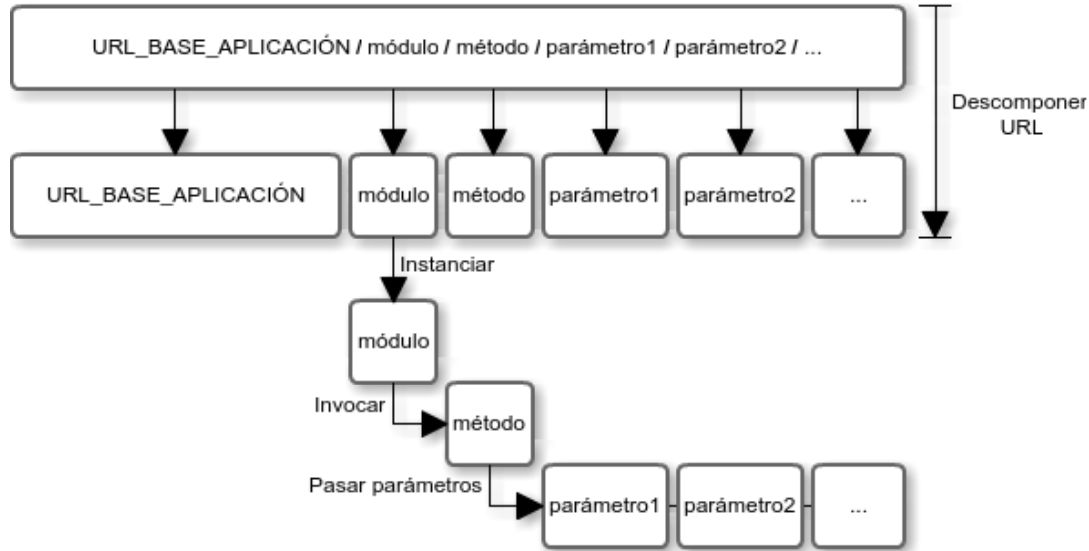 URL_BASE_APLICACIÓN / módulo / método / parámetro1 / parámetro2 / ...
Descomponer
URL
URL_BASE_APLICACIÓN
módulo
método
parámetro1
parámetro2
...
Instanciar
módulo
Invocar
método
Pasar parámetros
parámetro1
parámetro2
...